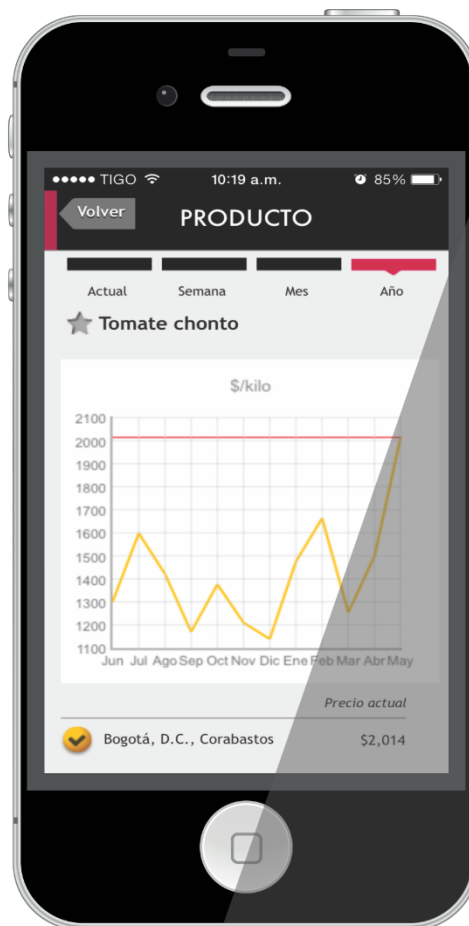 TIGO 10:19 a.m. 85%
Volver
PRODUCTO
Actual Semana Mes Año
Tomate chonto
$/kilo
2100
2000
1900
1800
1700
1600
1500
1400
1300
1200
1100
Jun Jul Ago Sep Oct Nov Dic Ene Feb Mar Abr May
Precio actual
Bogotá, D.C., Corabastos $2,014